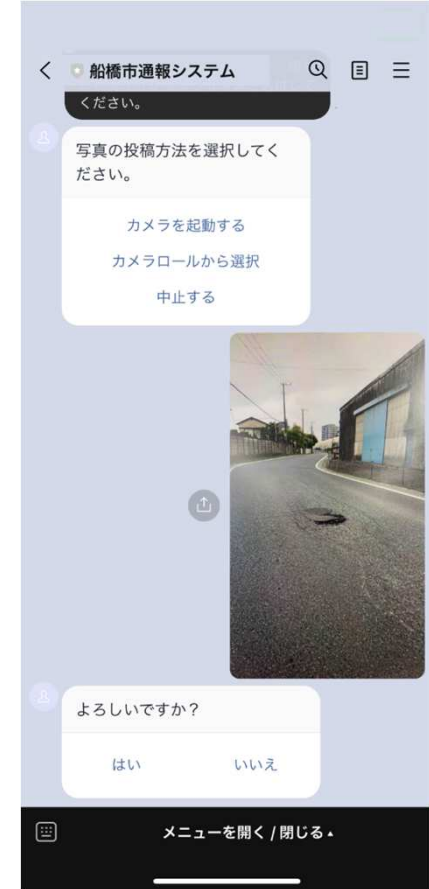 船橋市通報システム
ください。
写真の投稿方法を選択してく
ださい。
カメラを起動する
カメラロールから選択
中止する
よろしいですか？
はい
いいえ
メニューを開く / 閉じる▲